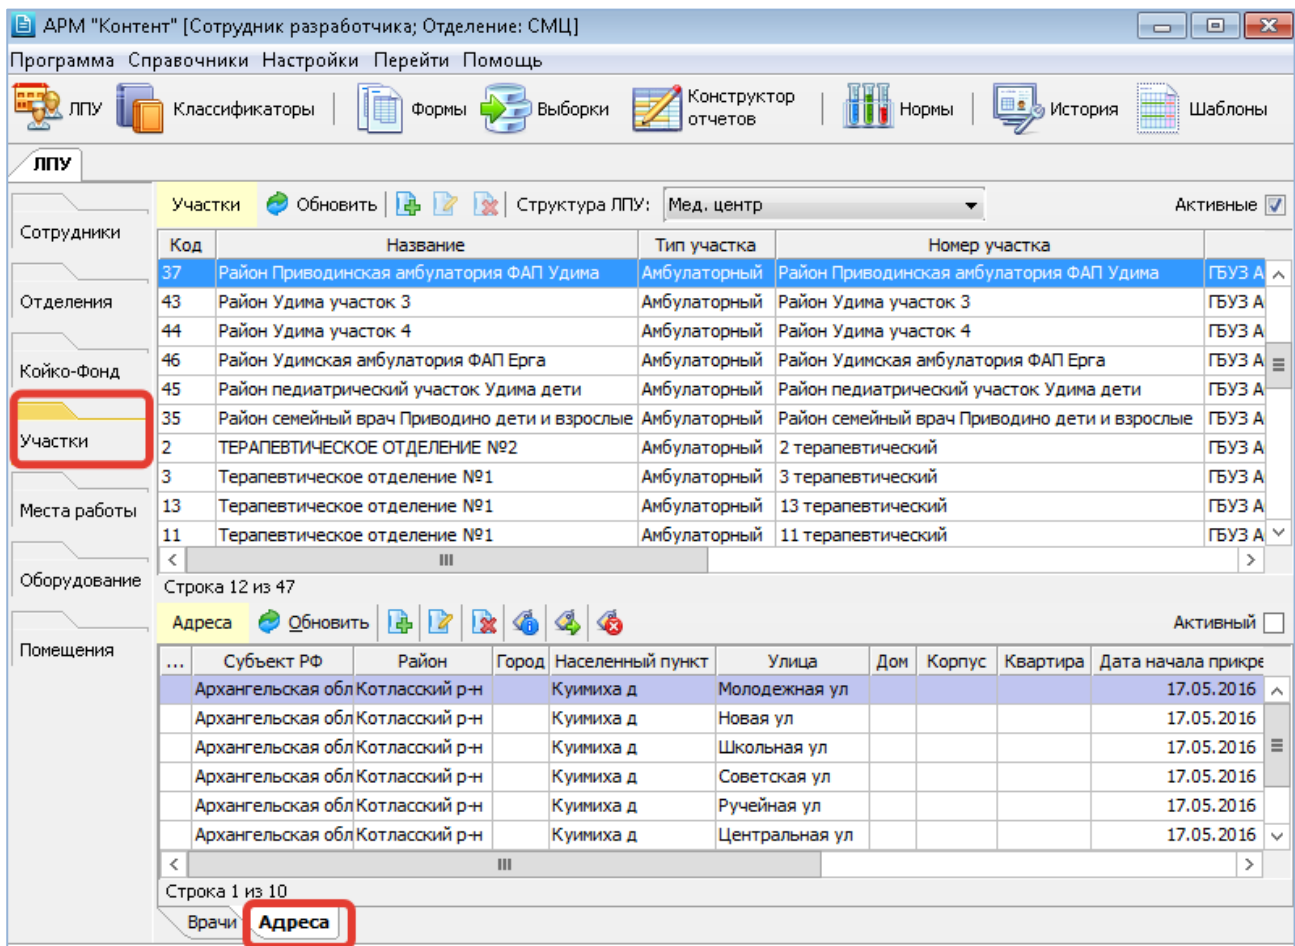 АРМ "Контент" [Сотрудник разработчика; Отделение: СМЦ]
Программа Справочники Настройки Перейти Помощь
ЛПУ Классификаторы Формы Выборки Конструктор отчетов Нормы История Шаблоны
ЛПУ
Сотрудники
Отделения
Койко-Фонд
Участки
Места работы
Оборудование
Помещения
Участки Обновить Структура ЛПУ: Мед. центр Активные
Код Название Тип участка Номер участка
37 Район Приводинская амбулатория ФАП Удима Амбулаторный Район Приводинская амбулатория ФАП Удима ГБУЗ А
43 Район Удима участок 3 Амбулаторный Район Удима участок 3 ГБУЗ А
44 Район Удима участок 4 Амбулаторный Район Удима участок 4 ГБУЗ А
46 Район Удимская амбулатория ФАП Ерга Амбулаторный Район Удимская амбулатория ФАП Ерга ГБУЗ А
45 Район педиатрический участок Удима дети Амбулаторный Район педиатрический участок Удима дети ГБУЗ А
35 Район семейный врач Приводино дети и взрослые Амбулаторный Район семейный врач Приводино дети и взрослые ГБУЗ А
2 ТЕРАПЕВТИЧЕСКОЕ ОТДЕЛЕНИЕ №2 Амбулаторный 2 терапевтический ГБУЗ А
3 Терапевтическое отделение №1 Амбулаторный 3 терапевтический ГБУЗ А
13 Терапевтическое отделение №1 Амбулаторный 13 терапевтический ГБУЗ А
11 Терапевтическое отделение №1 Амбулаторный 11 терапевтический ГБУЗ А
Строка 12 из 47
Адреса Обновить Активный
... Субъект РФ Район Город Населенный пункт Улица Дом Корпус Квартира Дата начала прикре
Архангельская обл Котласский р-н Куимиха д Молодежная ул 17.05.2016
Архангельская обл Котласский р-н Куимиха д Новая ул 17.05.2016
Архангельская обл Котласский р-н Куимиха д Школьная ул 17.05.2016
Архангельская обл Котласский р-н Куимиха д Советская ул 17.05.2016
Архангельская обл Котласский р-н Куимиха д Ручейная ул 17.05.2016
Архангельская обл Котласский р-н Куимиха д Центральная ул 17.05.2016
Строка 1 из 10
Врачи Адреса